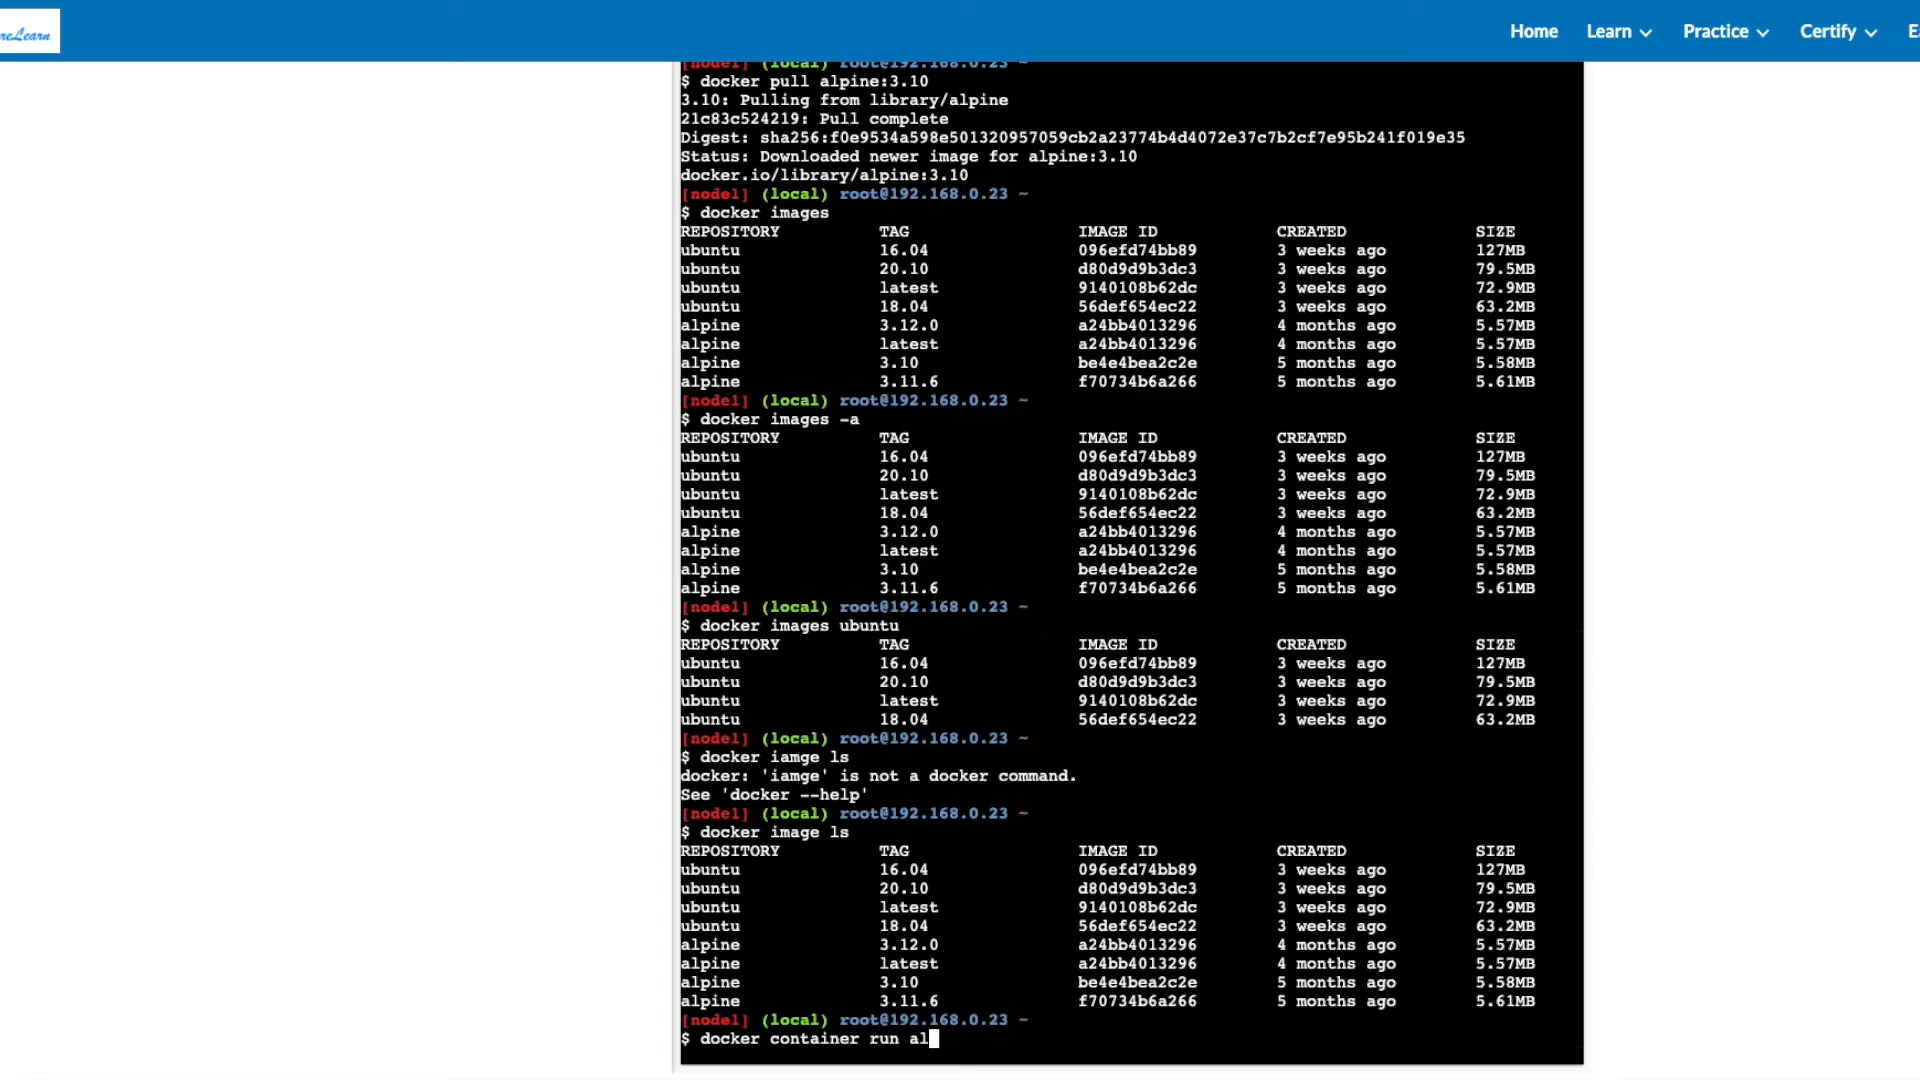 reLearn
Home Learn Practice Certify
[node1] (local) root@192.168.0.23 ~
$ docker pull alpine:3.10
3.10: Pulling from library/alpine
21c83c524219: Pull complete
Digest: sha256:f0e9534a598e501320957059cb2a23774b4d4072e37c7b2cf7e95b241f019e35
Status: Downloaded newer image for alpine:3.10
docker.io/library/alpine:3.10
[node1] (local) root@192.168.0.23 ~
$ docker images
REPOSITORY TAG IMAGE ID CREATED SIZE
ubuntu 16.04 096efd74bb89 3 weeks ago 127MB
ubuntu 20.10 d80d9d9b3dc3 3 weeks ago 79.5MB
ubuntu latest 9140108b62dc 3 weeks ago 72.9MB
ubuntu 18.04 56def654ec22 3 weeks ago 63.2MB
alpine 3.12.0 a24bb4013296 4 months ago 5.57MB
alpine latest a24bb4013296 4 months ago 5.57MB
alpine 3.10 be4e4bea2c2e 5 months ago 5.58MB
alpine 3.11.6 f70734b6a266 5 months ago 5.61MB
[node1] (local) root@192.168.0.23 ~
$ docker images -a
REPOSITORY TAG IMAGE ID CREATED SIZE
ubuntu 16.04 096efd74bb89 3 weeks ago 127MB
ubuntu 20.10 d80d9d9b3dc3 3 weeks ago 79.5MB
ubuntu latest 9140108b62dc 3 weeks ago 72.9MB
ubuntu 18.04 56def654ec22 3 weeks ago 63.2MB
alpine 3.12.0 a24bb4013296 4 months ago 5.57MB
alpine latest a24bb4013296 4 months ago 5.57MB
alpine 3.10 be4e4bea2c2e 5 months ago 5.58MB
alpine 3.11.6 f70734b6a266 5 months ago 5.61MB
[node1] (local) root@192.168.0.23 ~
$ docker images ubuntu
REPOSITORY TAG IMAGE ID CREATED SIZE
ubuntu 16.04 096efd74bb89 3 weeks ago 127MB
ubuntu 20.10 d80d9d9b3dc3 3 weeks ago 79.5MB
ubuntu latest 9140108b62dc 3 weeks ago 72.9MB
ubuntu 18.04 56def654ec22 3 weeks ago 63.2MB
[node1] (local) root@192.168.0.23 ~
$ docker iamge ls
docker: 'iamge' is not a docker command.
See 'docker --help'
[node1] (local) root@192.168.0.23 ~
$ docker image ls
REPOSITORY TAG IMAGE ID CREATED SIZE
ubuntu 16.04 096efd74bb89 3 weeks ago 127MB
ubuntu 20.10 d80d9d9b3dc3 3 weeks ago 79.5MB
ubuntu latest 9140108b62dc 3 weeks ago 72.9MB
ubuntu 18.04 56def654ec22 3 weeks ago 63.2MB
alpine 3.12.0 a24bb4013296 4 months ago 5.57MB
alpine latest a24bb4013296 4 months ago 5.57MB
alpine 3.10 be4e4bea2c2e 5 months ago 5.58MB
alpine 3.11.6 f70734b6a266 5 months ago 5.61MB
[node1] (local) root@192.168.0.23 ~
$ docker container run al